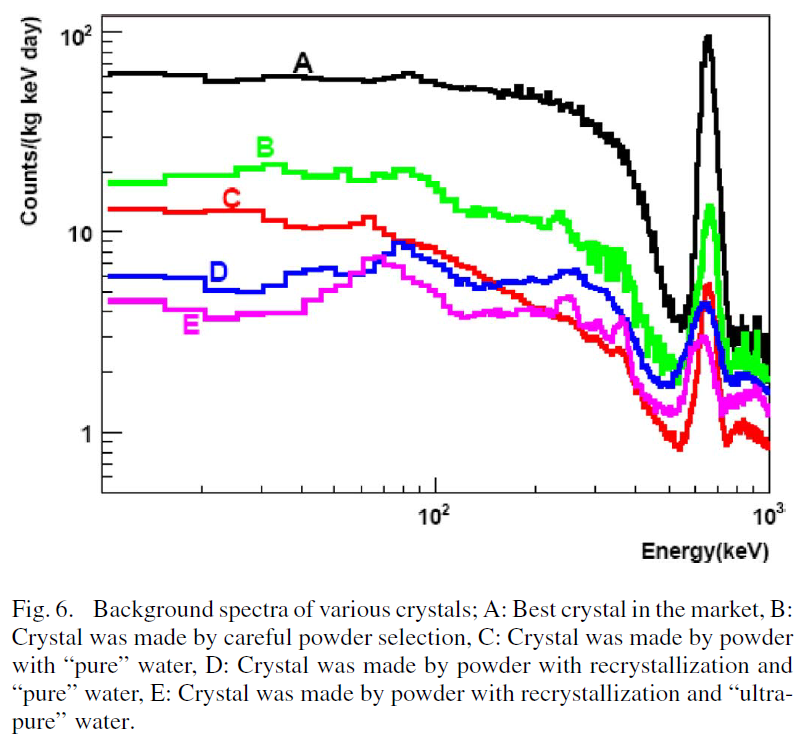 10²
A
B
C
10
D
E
1
Counts/(kg keV day)
10²
10³
Energy(keV)
Fig. 6. Background spectra of various crystals; A: Best crystal in the market, B:
Crystal was made by careful powder selection, C: Crystal was made by powder
with “pure” water, D: Crystal was made by powder with recrystallization and
“pure” water, E: Crystal was made by powder with recrystallization and “ultra-
pure” water.